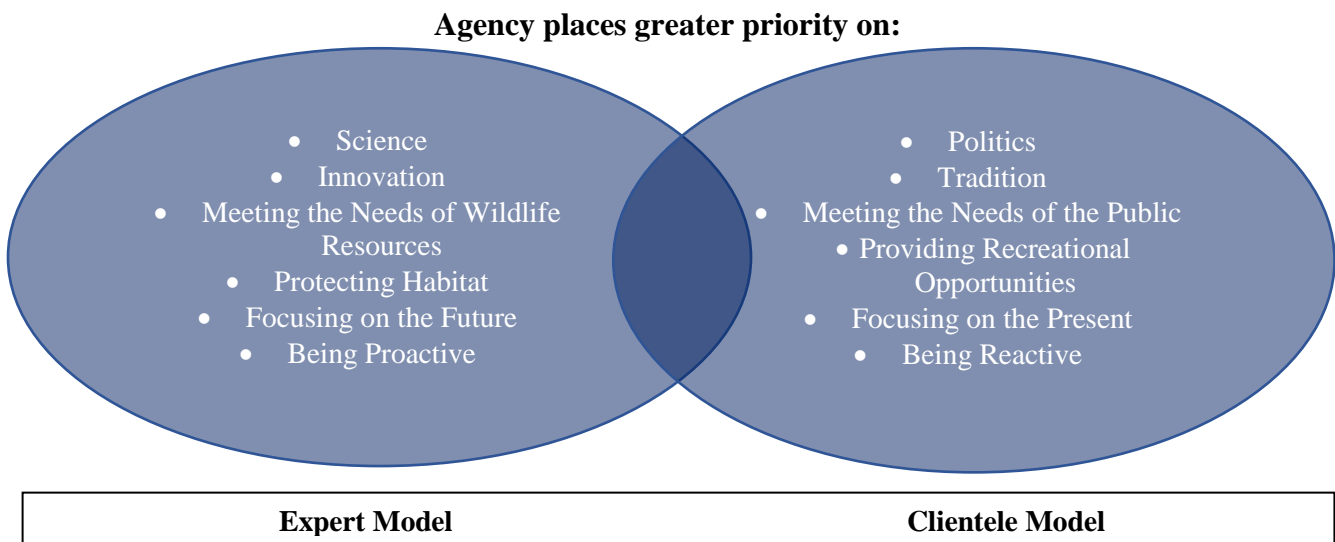 Agency places greater priority on:
• Science
• Innovation
• Meeting the Needs of Wildlife
Resources
• Protecting Habitat
• Focusing on the Future
• Being Proactive
• Politics
• Tradition
• Meeting the Needs of the Public
• Providing Recreational
Opportunities
• Focusing on the Present
• Being Reactive
Expert Model
Clientele Model